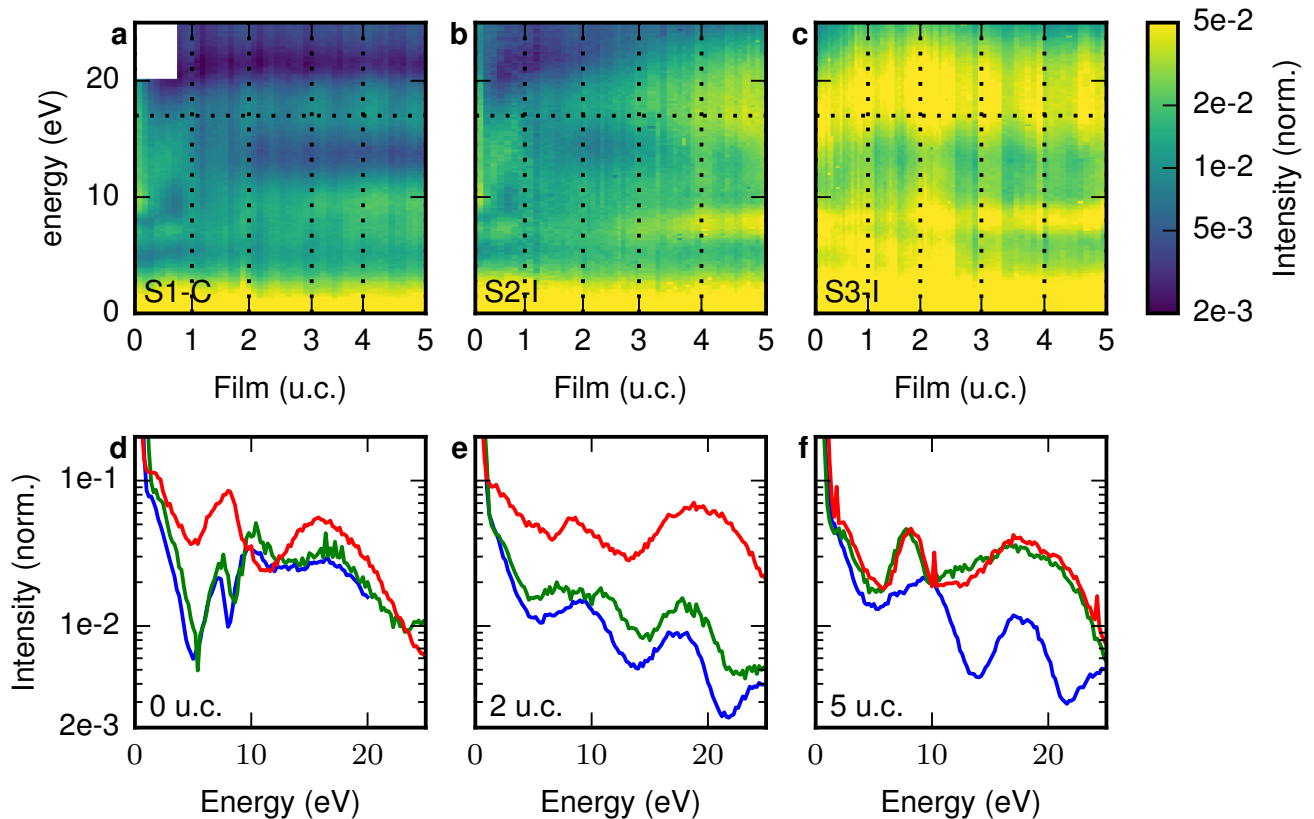 a
b
c
energy (eV)
20
10
0
S1-C
S2-I
S3-I
0 1 2 3 4 5
0 1 2 3 4 5
0 1 2 3 4 5
Film (u.c.)
Film (u.c.)
Film (u.c.)
5e-2
2e-2
1e-2
5e-3
2e-3
Intensity (norm.)
d
e
f
Intensity (norm.)
1e-1
1e-2
2e-3
0 u.c.
2 u.c.
5 u.c.
0 10 20
0 10 20
0 10 20
Energy (eV)
Energy (eV)
Energy (eV)